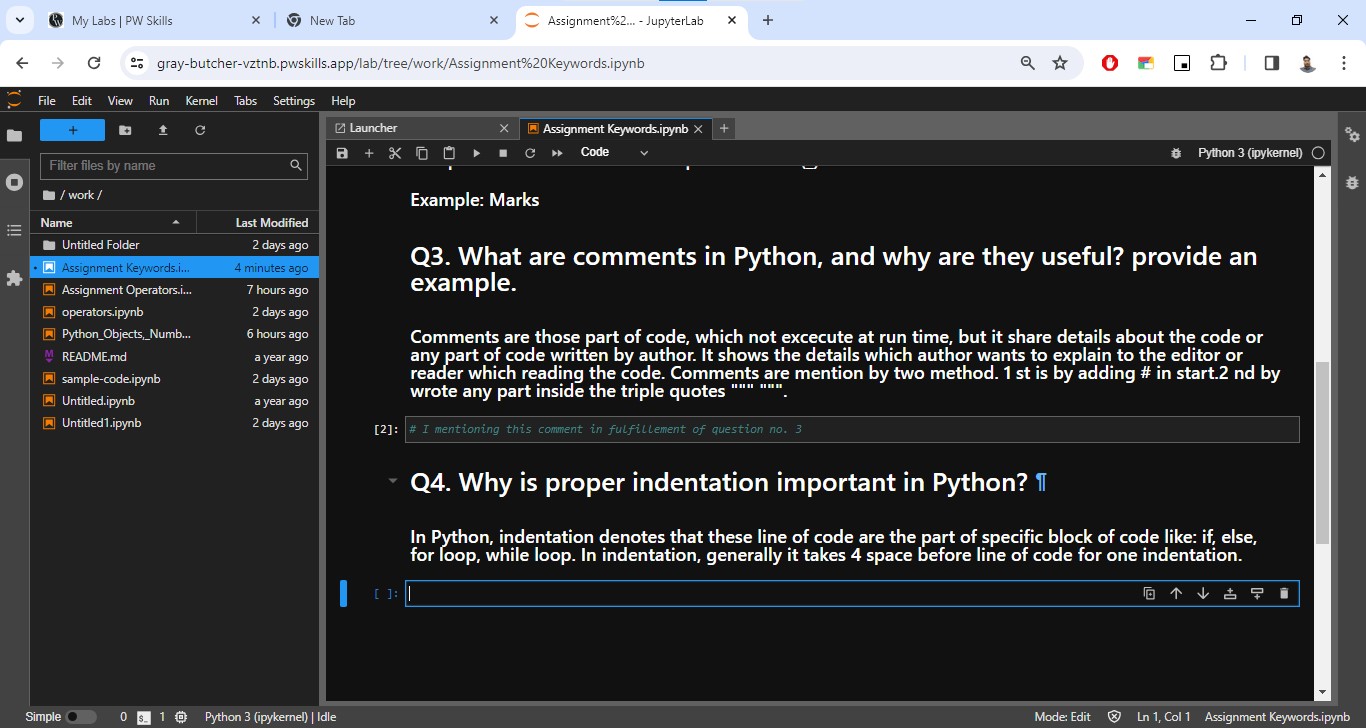 My Labs | PW Skills
New Tab
Assignment%2... - JupyterLab
gray-butcher-vztnb.pwskills.app/lab/tree/work/Assignment%20Keywords.ipynb
File Edit View Run Kernel Tabs Settings Help
Launcher
Assignment Keywords.ipynb
Code
Python 3 (ipykernel)
Filter files by name
/ work /
Name Last Modified
Untitled Folder 2 days ago
Assignment Keywords.i... 4 minutes ago
Assignment Operators.i... 7 hours ago
operators.ipynb 2 days ago
Python_Objects,_Numb... 6 hours ago
README.md a year ago
sample-code.ipynb 2 days ago
Untitled.ipynb a year ago
Untitled1.ipynb 2 days ago
Example: Marks
Q3. What are comments in Python, and why are they useful? provide an
example.
Comments are those part of code, which not excecute at run time, but it share details about the code or
any part of code written by author. It shows the details which author wants to explain to the editor or
reader which reading the code. Comments are mention by two method. 1 st is by adding # in start.2 nd by
wrote any part inside the triple quotes """ """.
[2]: # I mentioning this comment in fulfillement of question no. 3
Q4. Why is proper indentation important in Python? ¶
In Python, indentation denotes that these line of code are the part of specific block of code like: if, else,
for loop, while loop. In indentation, generally it takes 4 space before line of code for one indentation.
[ ]:
Simple 0 1 Python 3 (ipykernel) | Idle
Mode: Edit Ln 1, Col 1 Assignment Keywords.ipynb